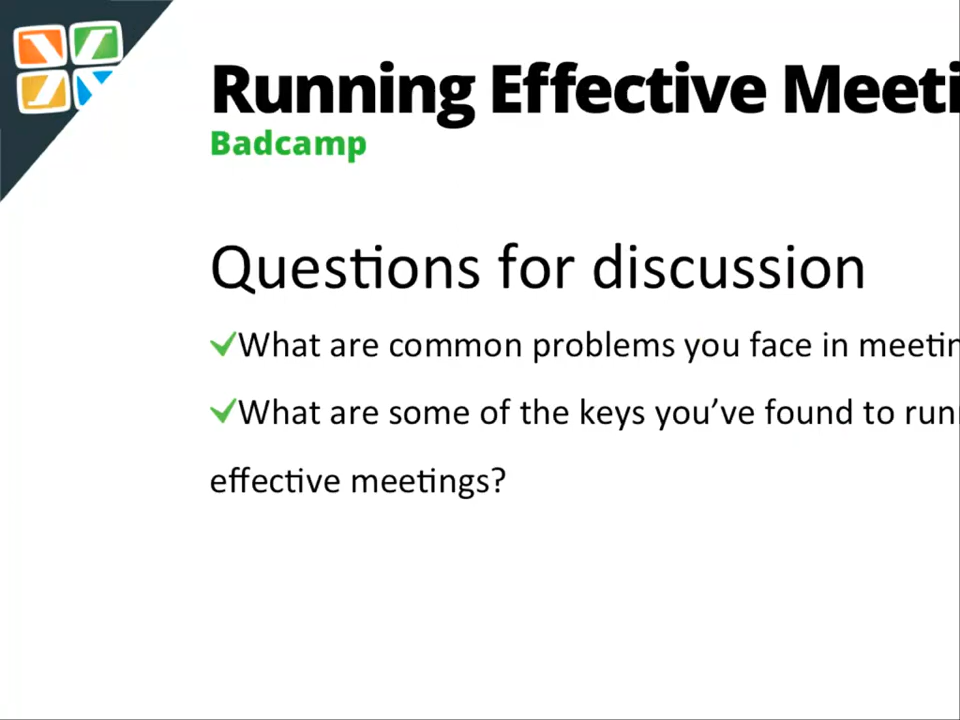 Running Effective Meeti
Badcamp
Questions for discussion
What are common problems you face in meetin
What are some of the keys you’ve found to run
effective meetings?